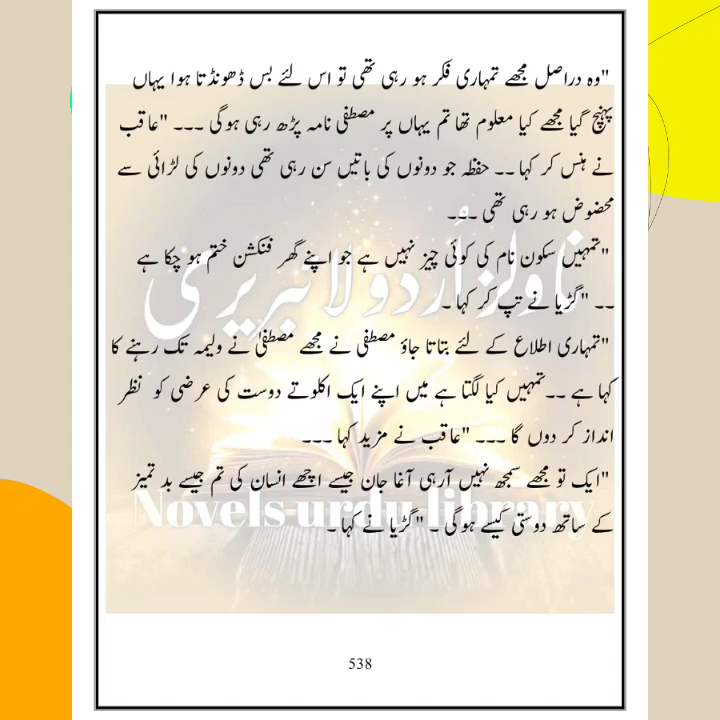 "وہ دراصل مجھے تمہاری فکر ہو رہی تھی تو اس لئے بس ڈھونڈتا ہوا یہاں
پہنچ گیا مجھے کیا معلوم تھا تم یہاں پر مصطفی نامہ پڑھ رہی ہوگی ۔۔۔ "عاقب
نے ہنس کر کہا ۔۔ حفظہ جو دونوں کی باتیں سن رہی تھی دونوں کی لڑائی سے
محضوض ہو رہی تھی ۔۔۔
"تمہیں سکون نام کی کوئی چیز نہیں ہے جو اپنے گھر فنکشن ختم ہو چکا ہے
۔۔ "گڑیا نے تپ کر کہا ۔
"تمہاری اطلاع کے لئے بتاتا جاؤ مصطفی نے مجھے مصطفیٰ نے ولیمہ تک رہنے کا
کہا ہے ۔۔تمہیں کیا لگتا ہے میں اپنے ایک اکلوتے دوست کی عرضی کو نظر
انداز کر دوں گا ۔۔۔ "عاقب نے مزید کہا ۔۔۔
"ایک تو مجھے سمجھ نہیں آرہی آغا جان جیسے اچھے انسان کی تم جیسے بد تمیز
کے ساتھ دوستی کیسے ہوگی ۔ "گڑیا نے کہا ۔
ناولز اُردو لائبریری
Novels urdu library
538